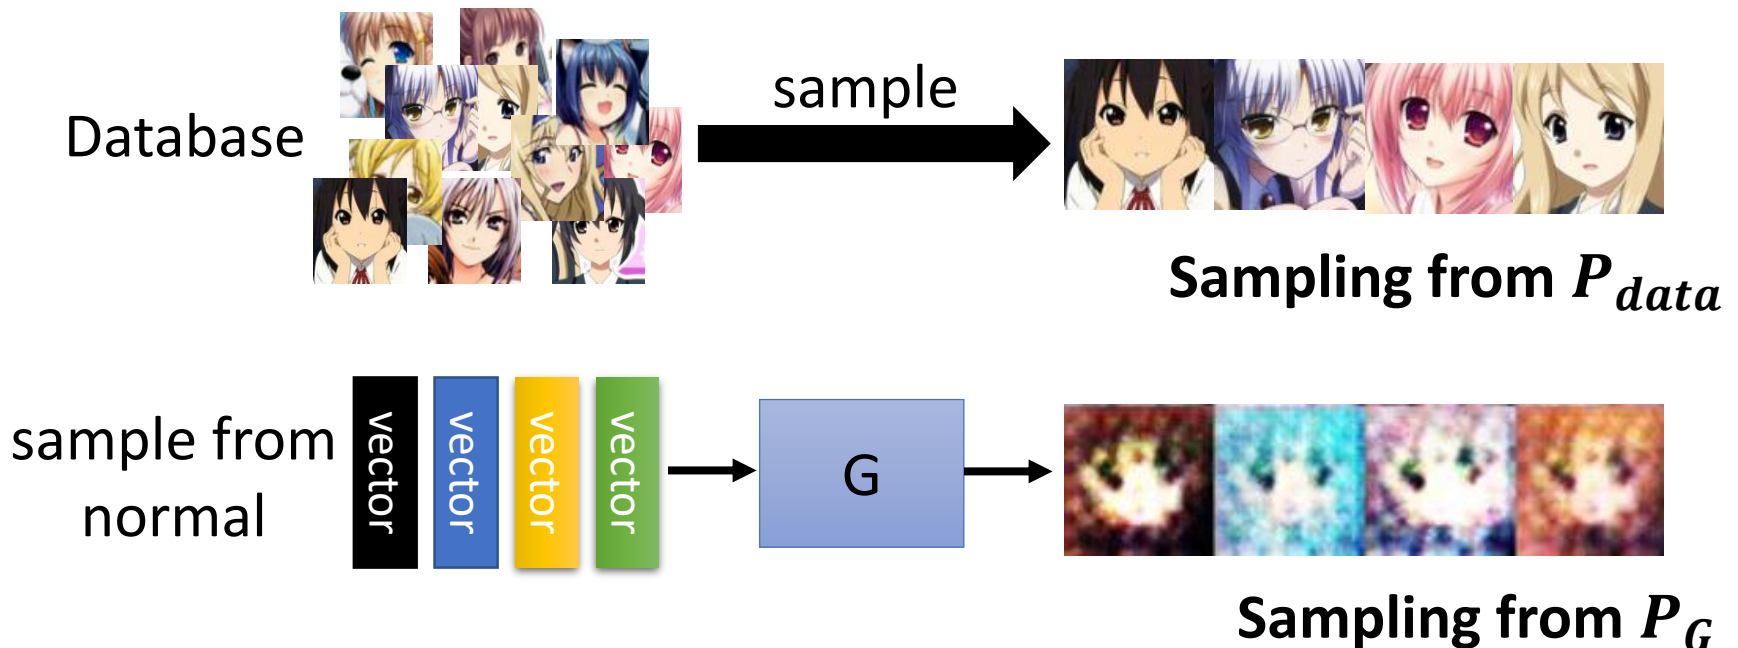 Database
sample
Sampling from P_data
sample from
normal
vector
vector
vector
vector
G
Sampling from P_G